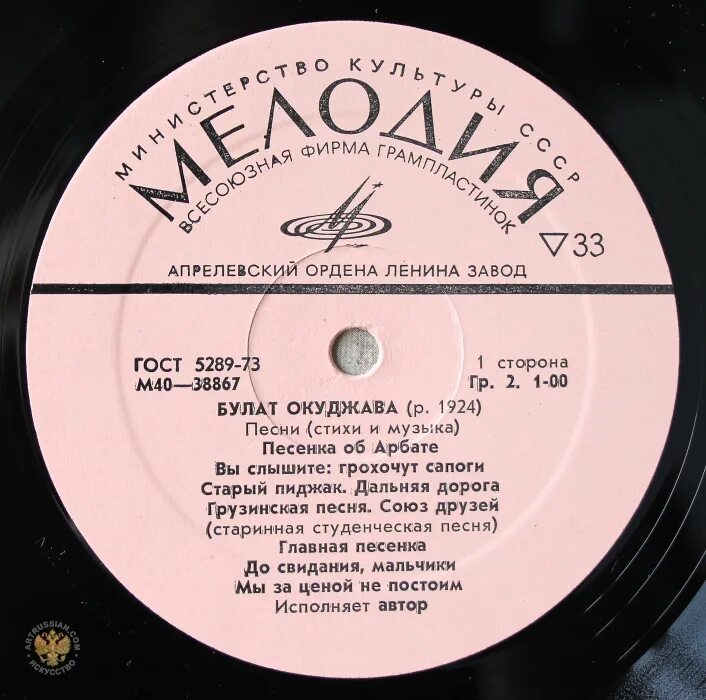 МИНИСТЕРСТВО КУЛЬТУРЫ СССР
МЕЛОДИЯ
ВСЕСОЮЗНАЯ ФИРМА ГРАМПЛАСТИНОК
▽33
АПРЕЛЕВСКИЙ ОРДЕНА ЛЕНИНА ЗАВОД
ГОСТ 5289-73
М40—38867
1 сторона
Гр. 2. 1-00
БУЛАТ ОКУДЖАВА (р. 1924)
Песни (стихи и музыка)
Песенка об Арбате
Вы слышите: грохочут сапоги
Старый пиджак. Дальняя дорога
Грузинская песня. Союз друзей
(старинная студенческая песня)
Главная песенка
До свидания, мальчики
Мы за ценой не постоим
Исполняет автор
ARTRUSSIAN.COM
ИСКУССТВО